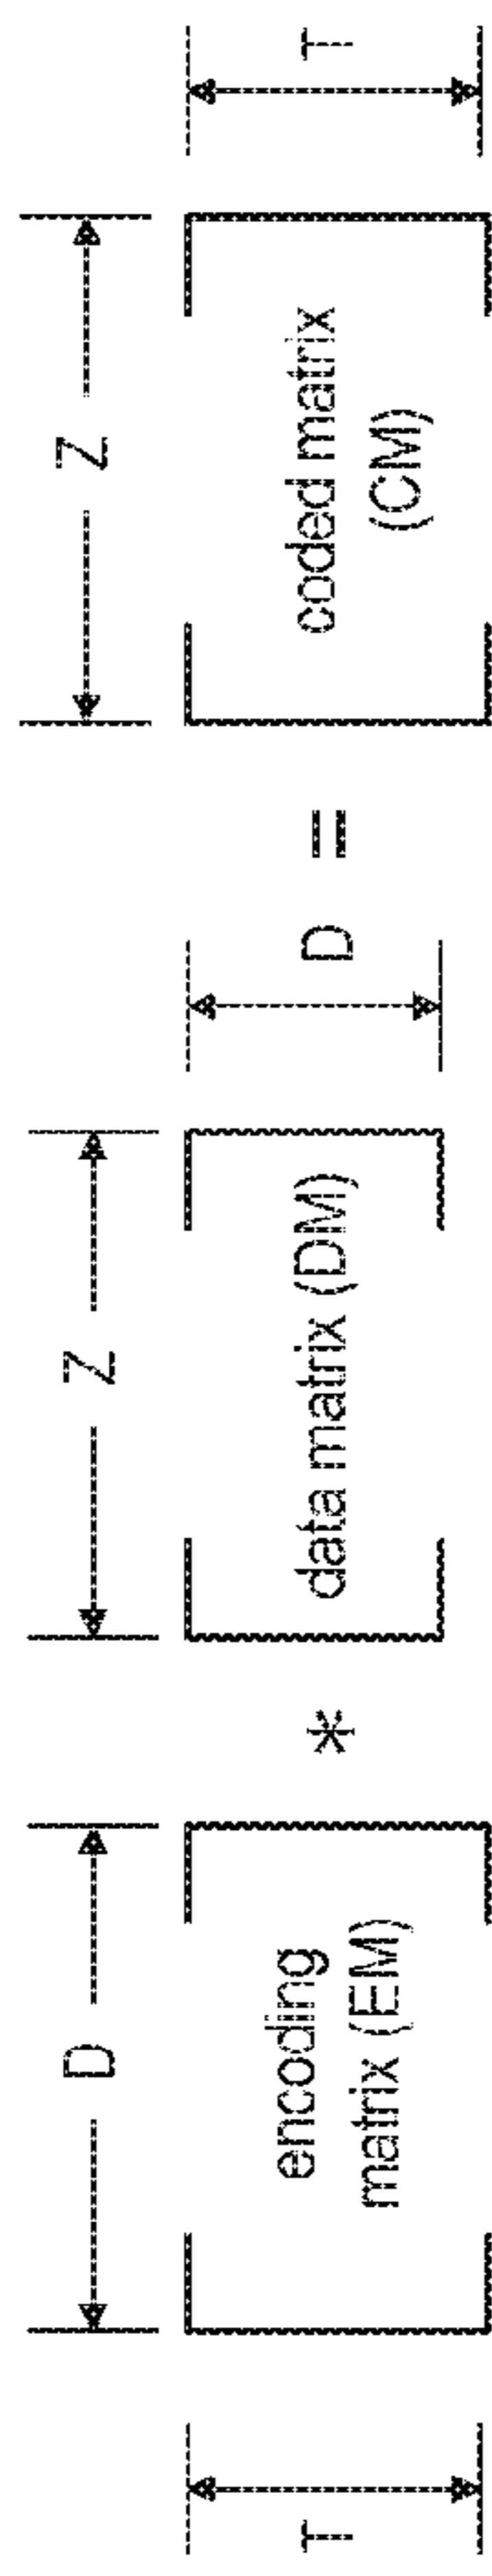 D
Z
Z
T
encoding
matrix (EM)
*
data matrix (DM)
D
=
coded matrix
(CM)
T